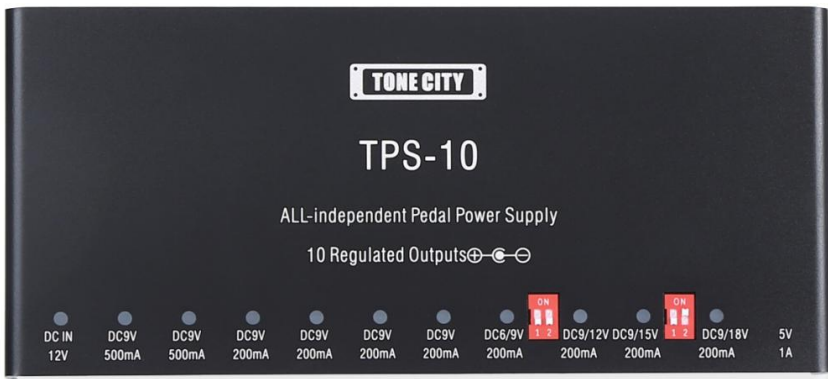 TONE CITY
TPS-10
ALL-independent Pedal Power Supply
10 Regulated Outputs⊕-©-⊖
ON ON
1 2 1 2
DC IN DC9V DC9V DC9V DC9V DC9V DC9V DC6/9V DC9/12V DC9/15V DC9/18V 5V
12V 500mA 500mA 200mA 200mA 200mA 200mA 200mA 200mA 200mA 200mA 1A